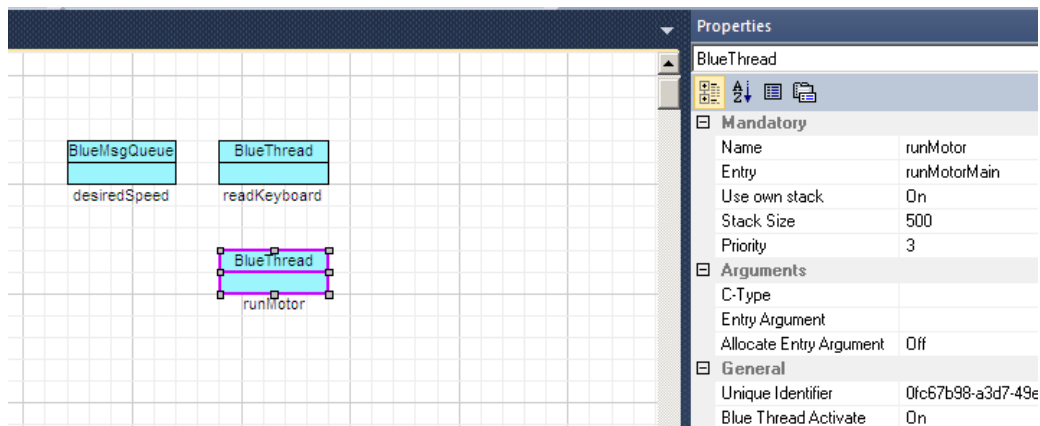 Properties
BlueThread
Mandatory
Name runMotor
Entry runMotorMain
Use own stack On
Stack Size 500
Priority 3
Arguments
C-Type
Entry Argument
Allocate Entry Argument Off
General
Unique Identifier 0fc67b98-a3d7-49e
Blue Thread Activate On
BlueMsgQueue BlueThread
desiredSpeed readKeyboard
BlueThread
runMotor